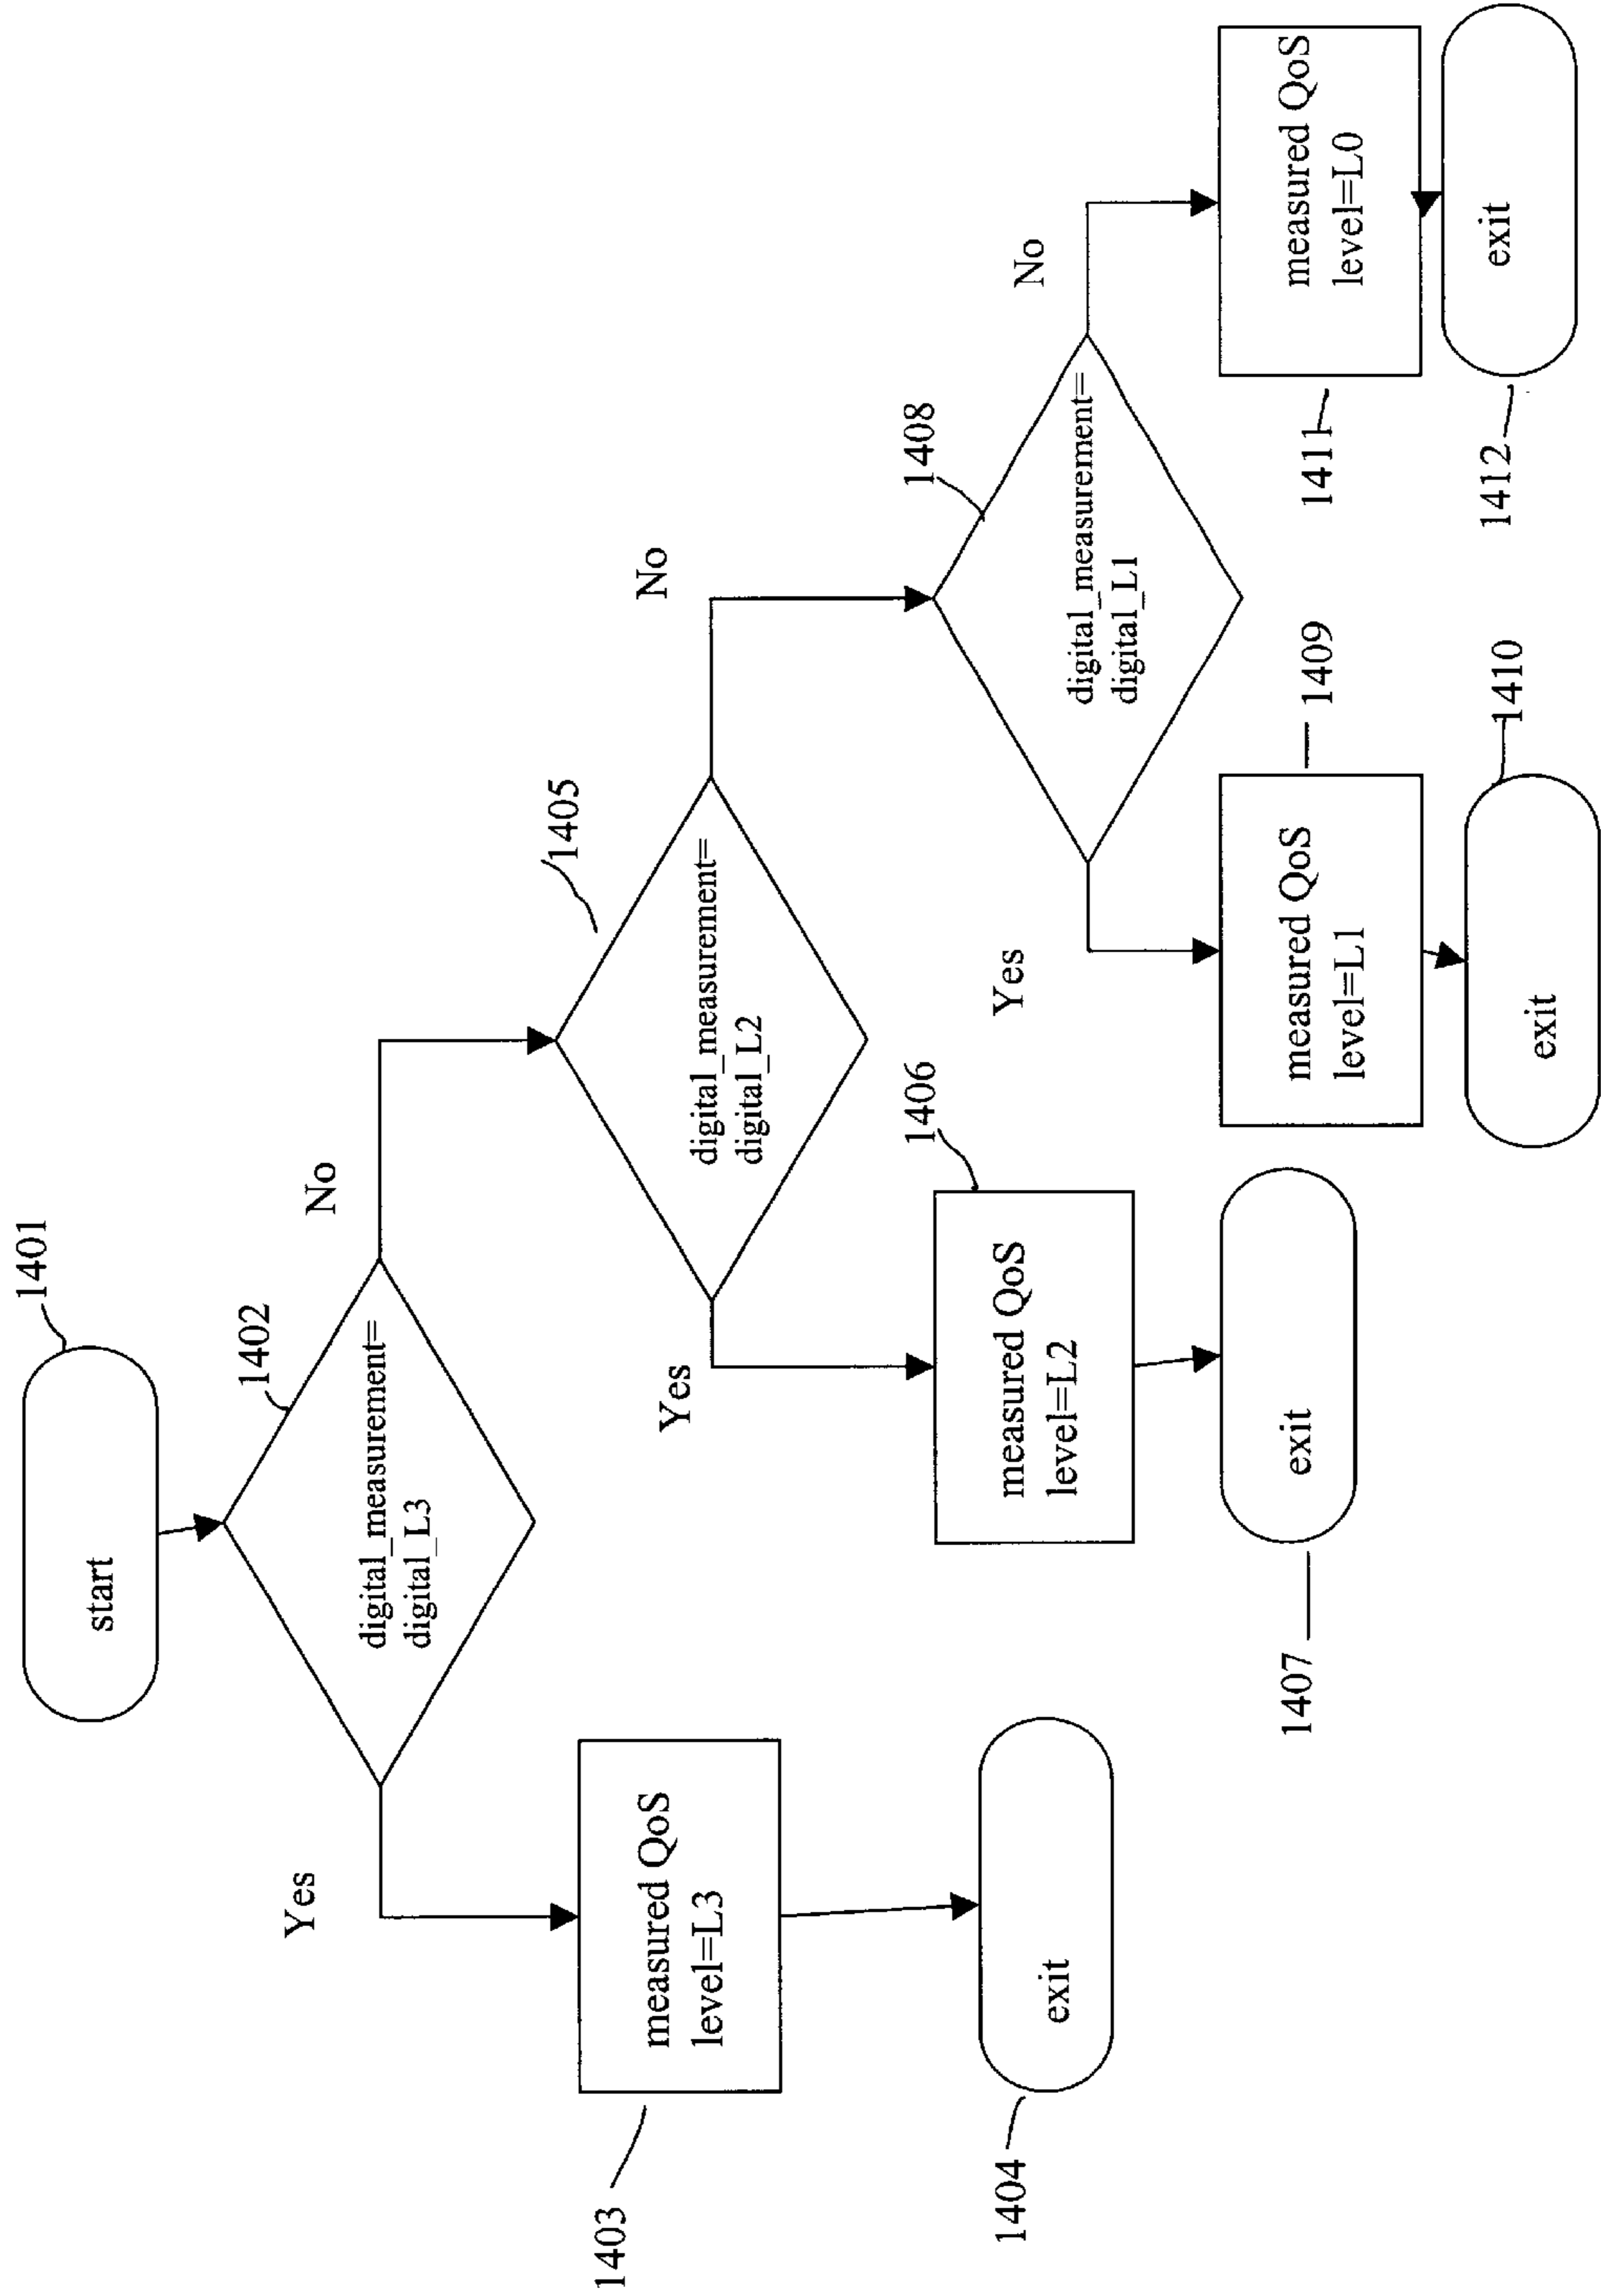 1401
start
1402
digital_measurement=
digital_L3
Yes
No
1403
measured QoS
level=L3
1404
exit
1405
digital_measurement=
digital_L2
Yes
No
1406
measured QoS
level=L2
1407
exit
1408
digital_measurement=
digital_L1
Yes
No
1409
measured QoS
level=L1
1410
exit
1411
measured QoS
level=L0
1412
exit